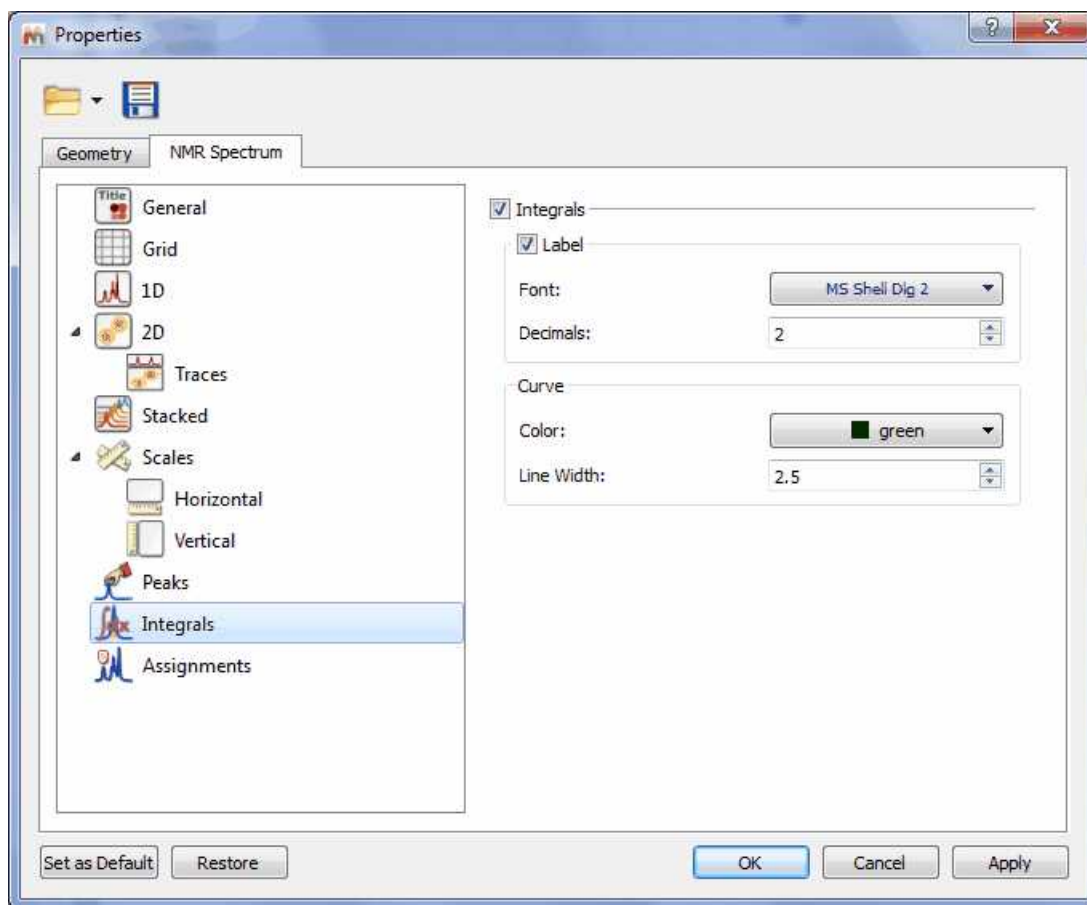 Properties
Geometry
NMR Spectrum
Title
General
Grid
1D
2D
Traces
Stacked
Scales
Horizontal
Vertical
Peaks
Integrals
Assignments
Integrals
Label
Font: MS Shell Dlg 2
Decimals: 2
Curve
Color: green
Line Width: 2.5
Set as Default Restore OK Cancel Apply